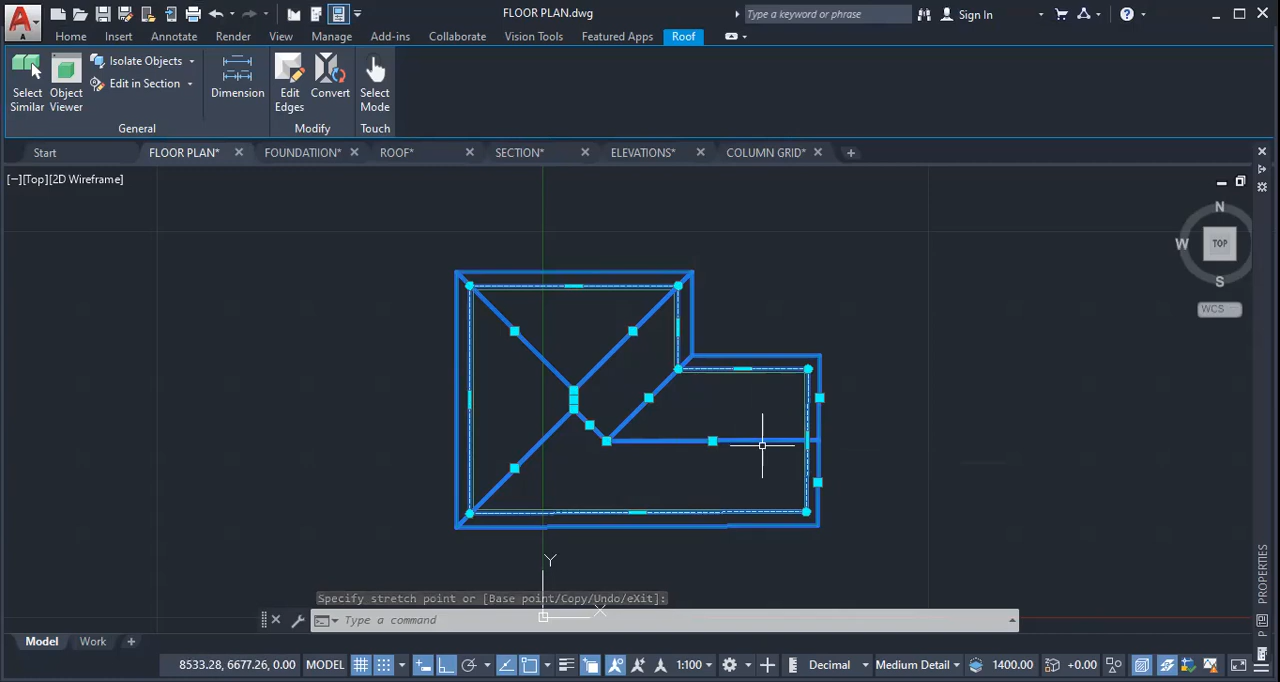 FLOOR PLAN.dwg
Type a keyword or phrase
Sign In
Home Insert Annotate Render View Manage Add-ins Collaborate Vision Tools Featured Apps Roof
Select Similar
Object Viewer
Isolate Objects
Edit in Section
Dimension
Edit Edges
Convert
Select Mode
General Modify Touch
Start FLOOR PLAN* FOUNDATIION* ROOF* SECTION* ELEVATIONS* COLUMN GRID*
[−][Top][2D Wireframe]
N
W TOP
S
WCS
Y
X
Specify stretch point or [Base point/Copy/Undo/eXit]:
Type a command
PROPERTIES
P
Model Work
8533.28, 6677.26, 0.00 MODEL 1:100 Decimal Medium Detail 1400.00 +0.00